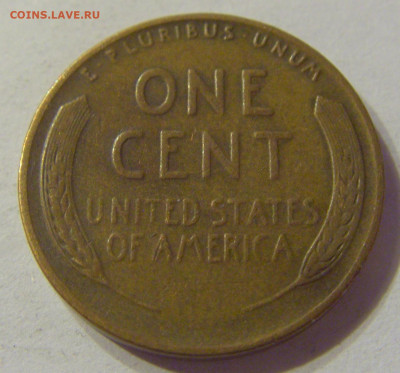 COINS.LAVE.RU
E·PLURIBUS·UNUM
ONE
CENT
UNITED·STATES
OF·AMERICA